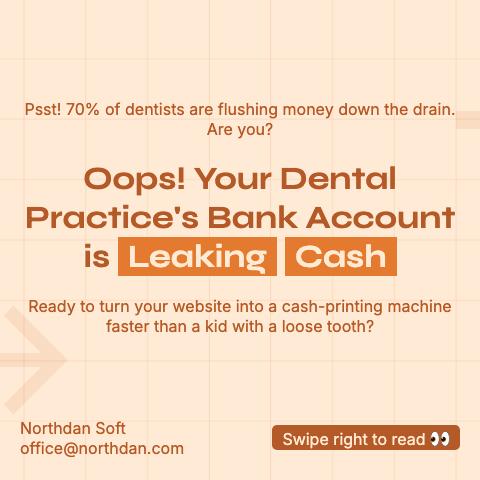 Psst! 70% of dentists are flushing money down the drain.
Are you?
Oops! Your Dental
Practice's Bank Account
is Leaking Cash
Ready to turn your website into a cash-printing machine
faster than a kid with a loose tooth?
Northdan Soft
office@northdan.com
Swipe right to read 👀